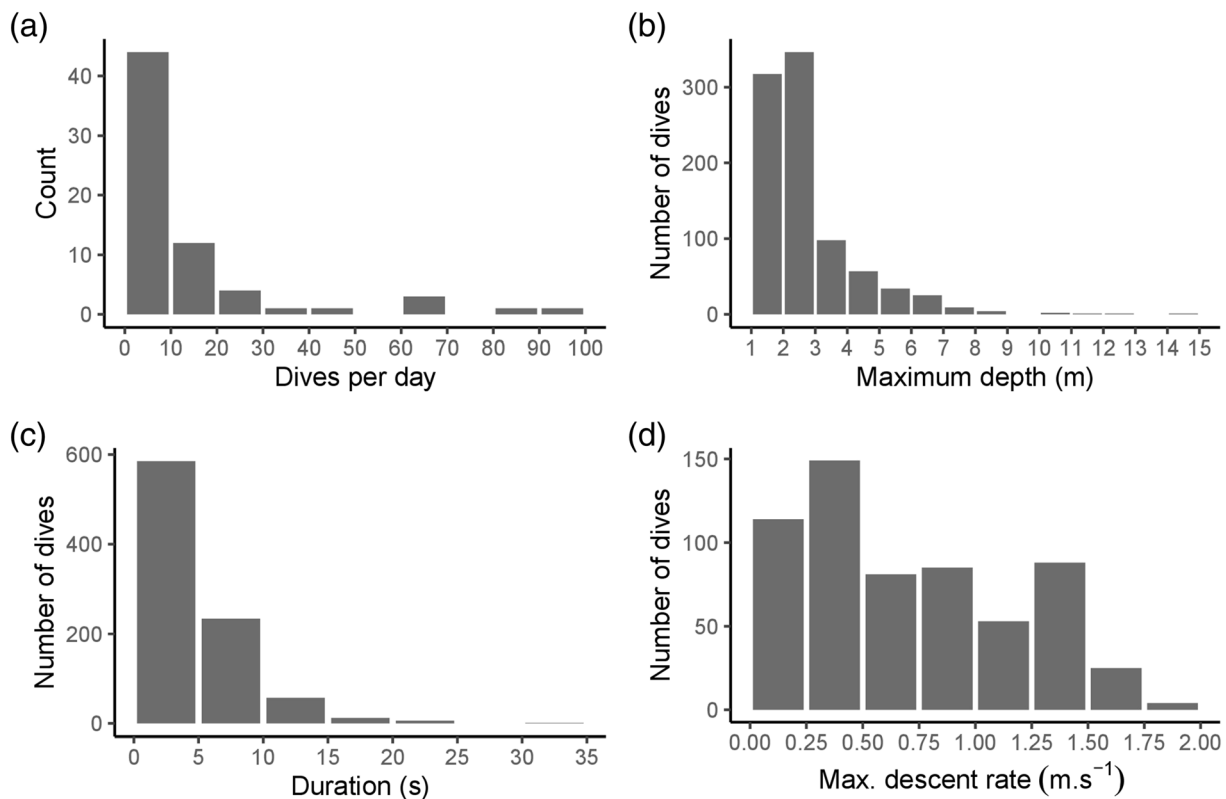 (a)
40
30
20
10
0
Count
0 10 20 30 40 50 60 70 80 90 100
Dives per day
(b)
300
200
100
0
Number of dives
1 2 3 4 5 6 7 8 9 10 11 12 13 14 15
Maximum depth (m)
(c)
600
400
200
0
Number of dives
0 5 10 15 20 25 30 35
Duration (s)
(d)
150
100
50
0
Number of dives
0.00 0.25 0.50 0.75 1.00 1.25 1.50 1.75 2.00
Max. descent rate (m.s⁻¹)